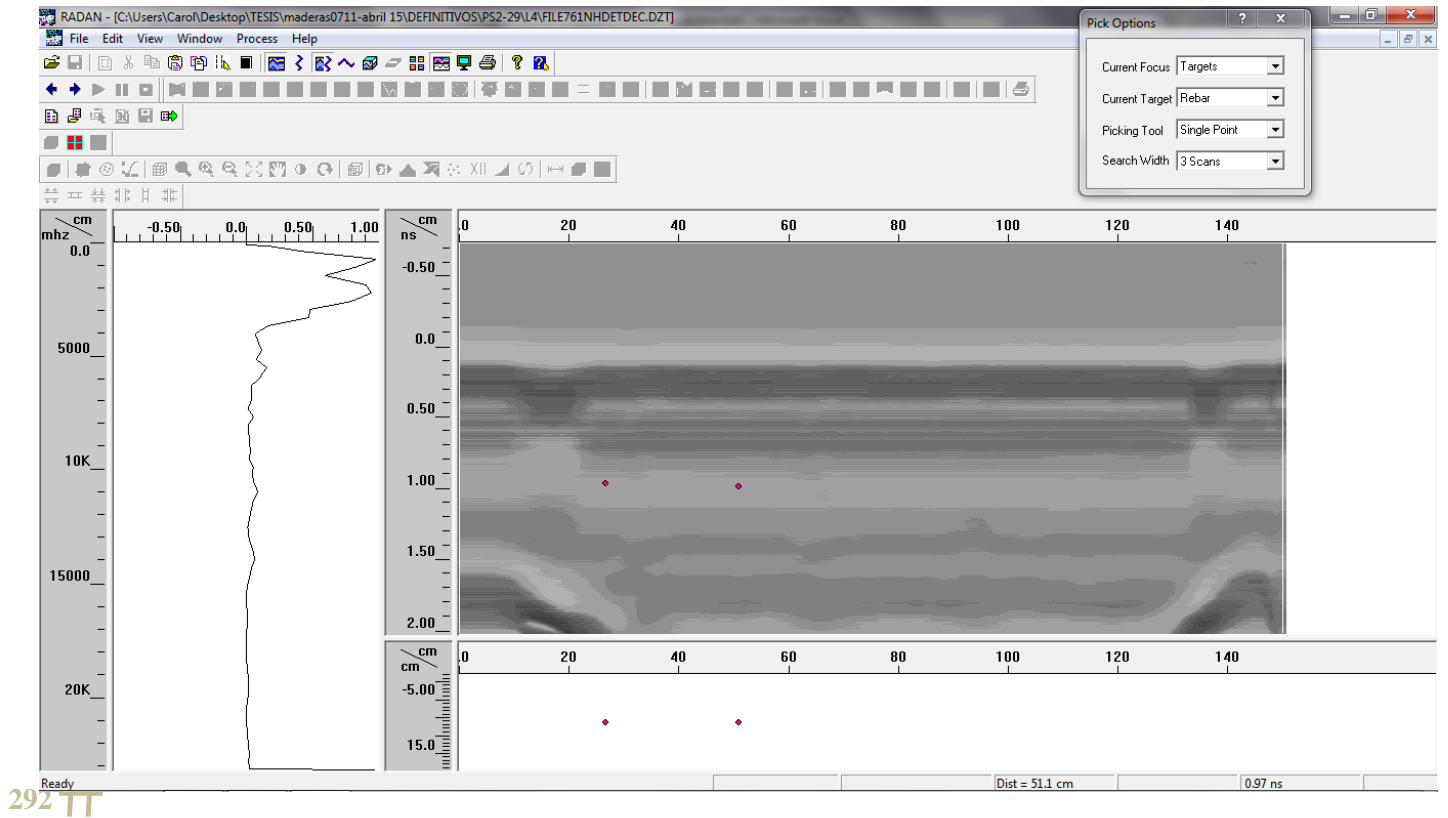 RADAN - [C:\Users\Carol\Desktop\TESIS\maderas0711-abril 15\DEFINITIVOS\PS2-29\L4\FILE761NHDETDEC.DZT]
File Edit View Window Process Help
Pick Options
Current Focus Targets
Current Target Rebar
Picking Tool Single Point
Search Width 3 Scans
XII
cm
mhz
-0.50 0.0 0.50 1.00
cm
ns
.0 20 40 60 80 100 120 140
0.0
5000
10K
15000
20K
-0.50
0.0
0.50
1.00
1.50
2.00
cm
cm
.0 20 40 60 80 100 120 140
-5.00
15.0
Ready
Dist = 51.1 cm
0.97 ns
292